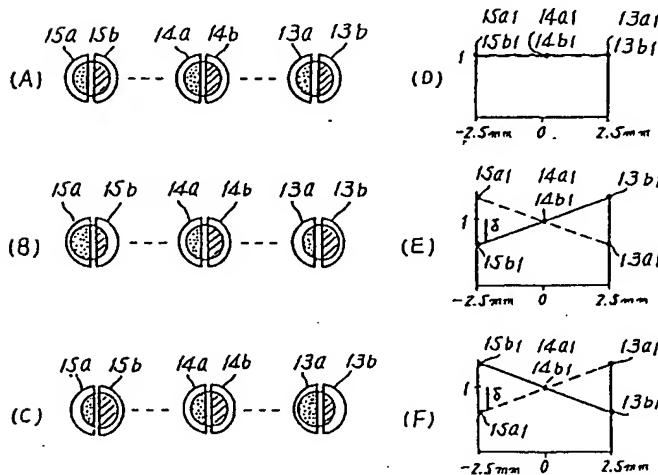 15a 15b 14a 14b 13a 13b
(A)
15a1 14a1 13a1
15b1 14b1 13b1
1
(D)
-2.5mm 0 2.5mm
15a 15b 14a 14b 13a 13b
(B)
15a1 14a1 13b1
14b1
1 δ
(E)
15b1 13a1
-2.5mm 0 2.5mm
15a 15b 14a 14b 13a 13b
(C)
15b1 14a1 13a1
14b1
1 δ
(F)
15a1 13b1
-2.5mm 0 2.5mm